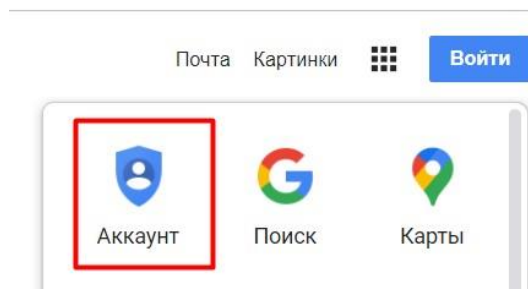 Почта Картинки Войти
Аккаунт Поиск Карты